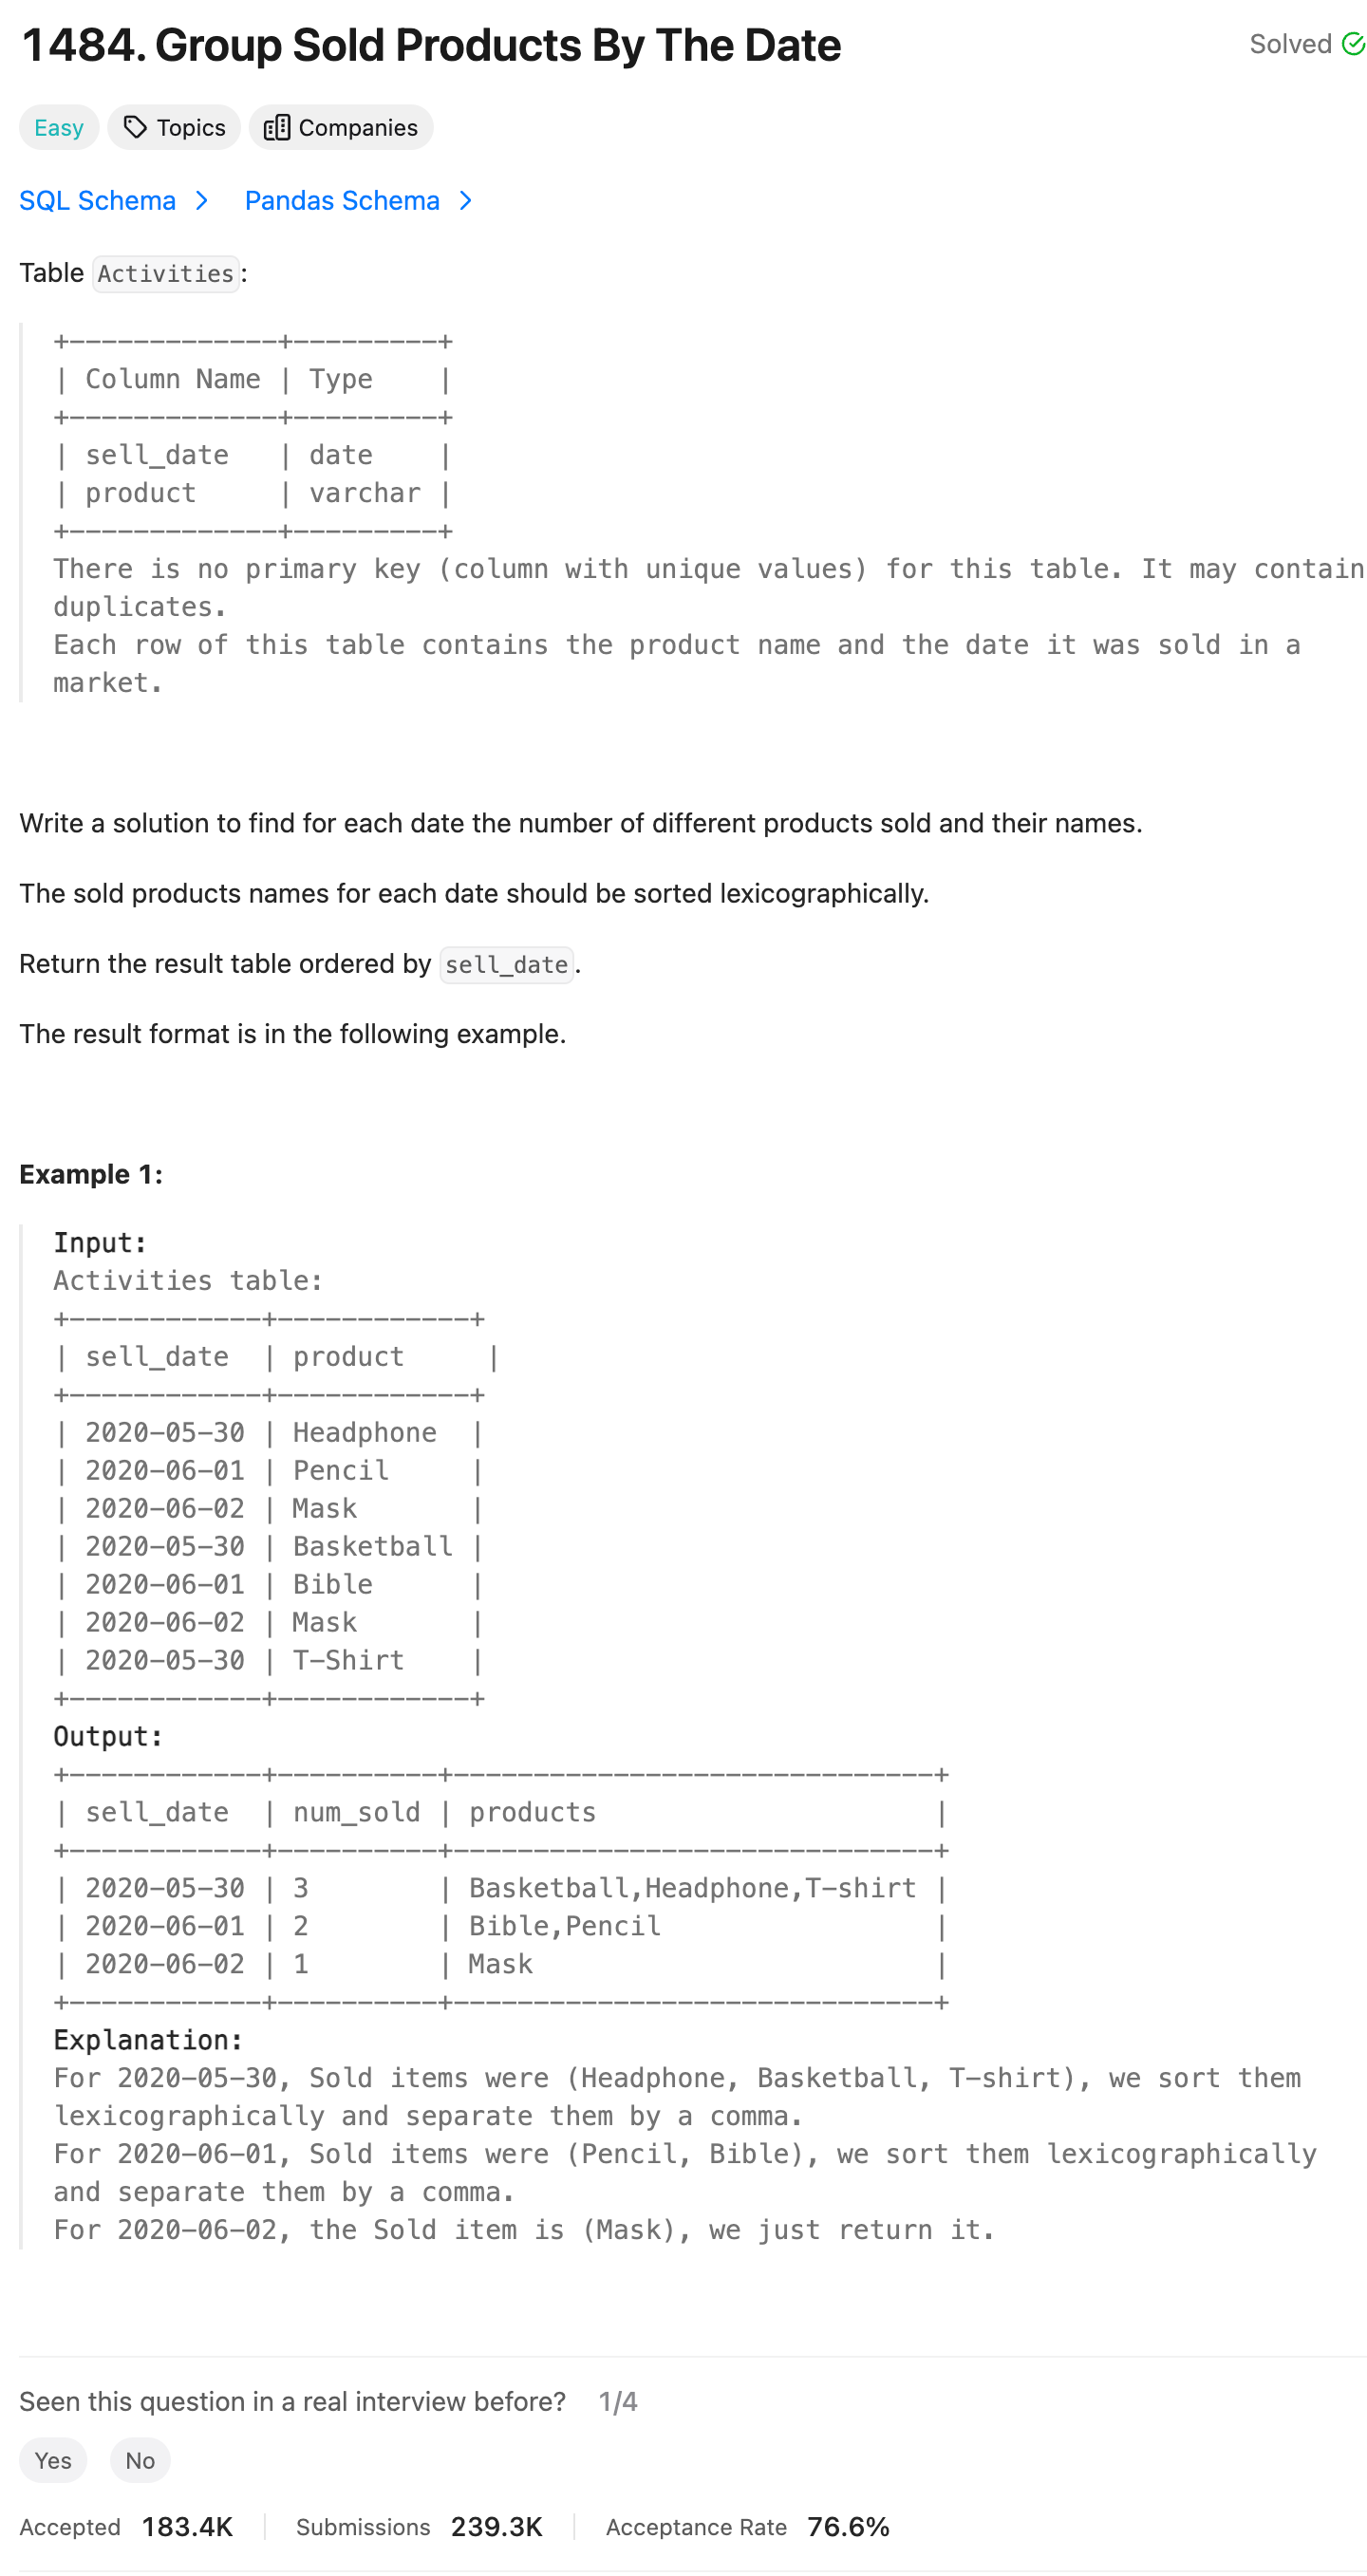 1484. Group Sold Products By The Date
Solved
Easy
Topics
Companies
SQL Schema >
Pandas Schema >
Table Activities:
+-------------+---------+
| Column Name | Type    |
+-------------+---------+
| sell_date   | date    |
| product     | varchar |
+-------------+---------+
There is no primary key (column with unique values) for this table. It may contain
duplicates.
Each row of this table contains the product name and the date it was sold in a
market.
Write a solution to find for each date the number of different products sold and their names.
The sold products names for each date should be sorted lexicographically.
Return the result table ordered by sell_date.
The result format is in the following example.
Example 1:
Input:
Activities table:
+------------+------------+
| sell_date  | product     |
+------------+------------+
| 2020-05-30 | Headphone  |
| 2020-06-01 | Pencil     |
| 2020-06-02 | Mask       |
| 2020-05-30 | Basketball |
| 2020-06-01 | Bible      |
| 2020-06-02 | Mask       |
| 2020-05-30 | T-Shirt    |
+------------+------------+
Output:
+------------+----------+------------------------------+
| sell_date  | num_sold | products                     |
+------------+----------+------------------------------+
| 2020-05-30 | 3        | Basketball,Headphone,T-shirt |
| 2020-06-01 | 2        | Bible,Pencil                 |
| 2020-06-02 | 1        | Mask                         |
+------------+----------+------------------------------+
Explanation:
For 2020-05-30, Sold items were (Headphone, Basketball, T-shirt), we sort them
lexicographically and separate them by a comma.
For 2020-06-01, Sold items were (Pencil, Bible), we sort them lexicographically
and separate them by a comma.
For 2020-06-02, the Sold item is (Mask), we just return it.
Seen this question in a real interview before? 1/4
Yes
No
Accepted 183.4K
Submissions 239.3K
Acceptance Rate 76.6%